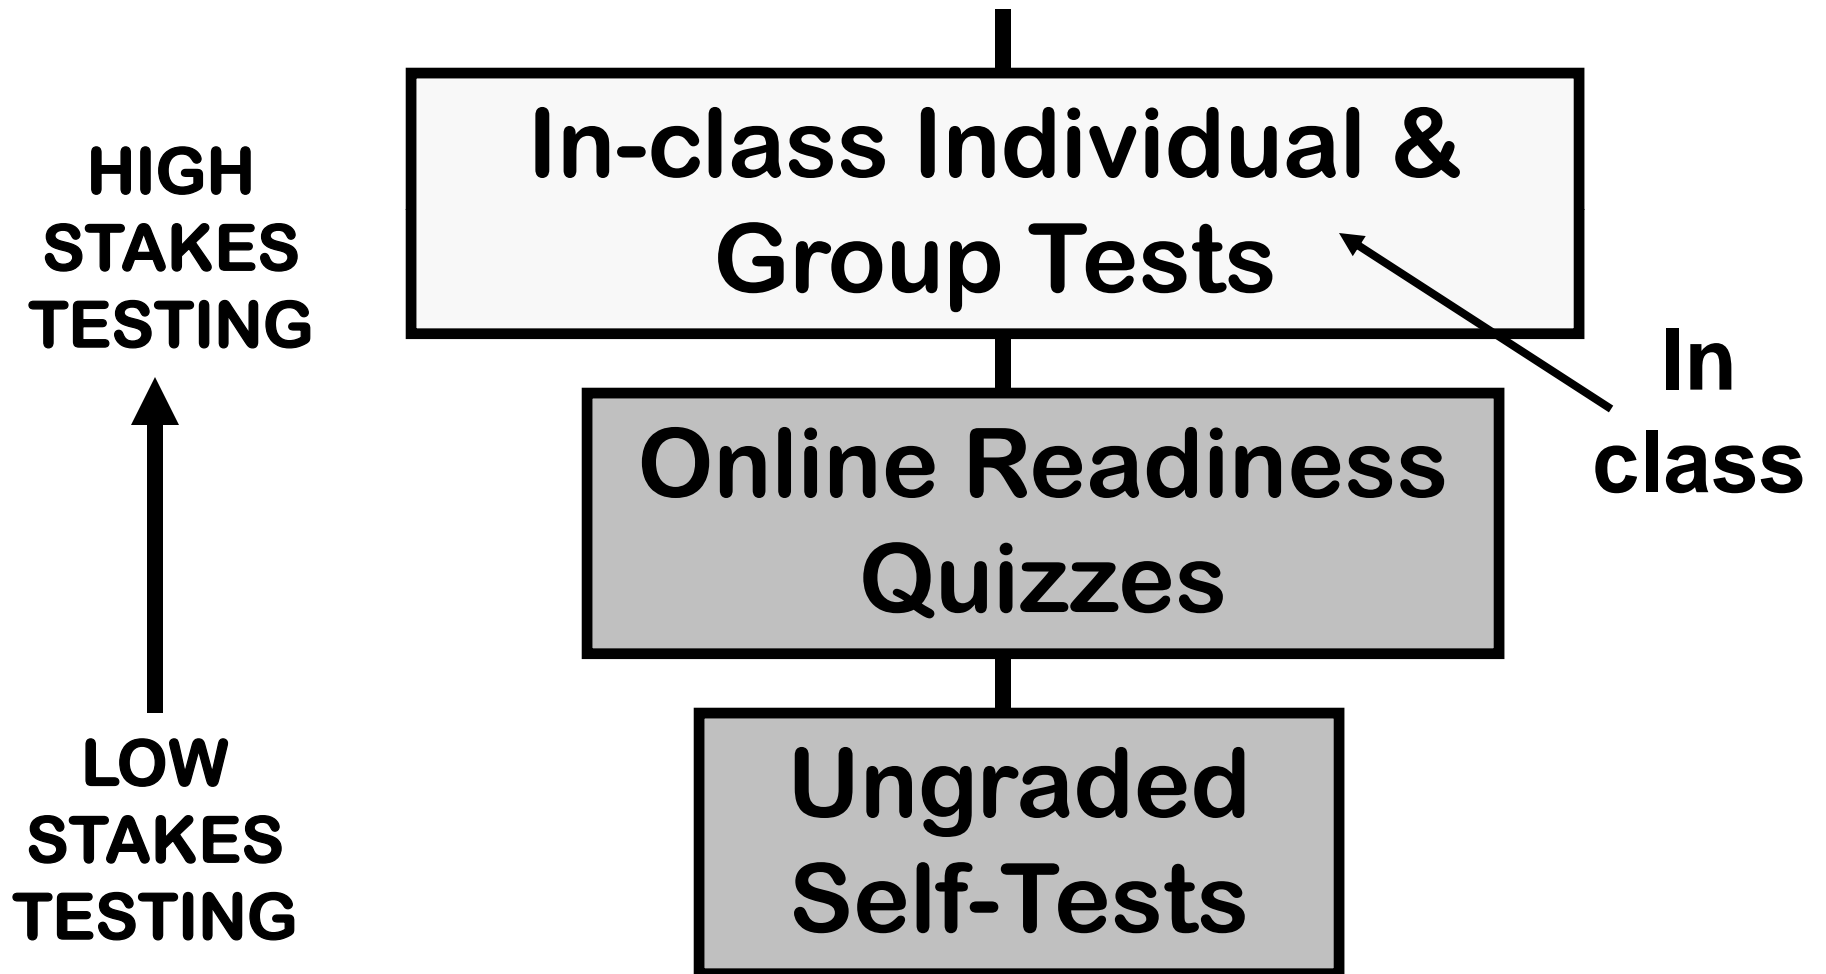 HIGH
STAKES
TESTING
In-class Individual &
Group Tests
In
class
Online Readiness
Quizzes
LOW
STAKES
TESTING
Ungraded
Self-Tests